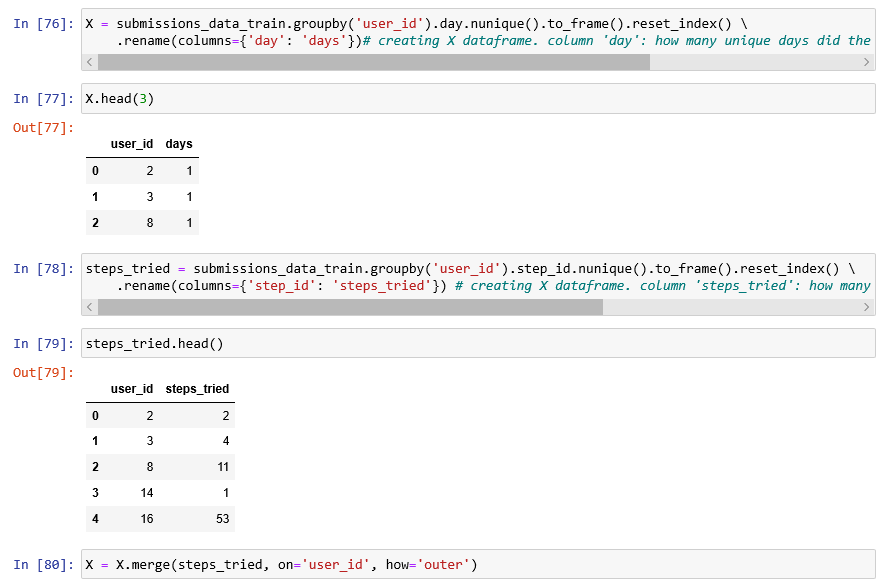 In [76]: X = submissions_data_train.groupby('user_id').day.nunique().to_frame().reset_index() \
.rename(columns={'day': 'days'})# creating X dataframe. column 'day': how many unique days did the
In [77]: X.head(3)
Out[77]:
user_id days
0 2 1
1 3 1
2 8 1
In [78]: steps_tried = submissions_data_train.groupby('user_id').step_id.nunique().to_frame().reset_index() \
.rename(columns={'step_id': 'steps_tried'}) # creating X dataframe. column 'steps_tried': how many
In [79]: steps_tried.head()
Out[79]:
user_id steps_tried
0 2 2
1 3 4
2 8 11
3 14 1
4 16 53
In [80]: X = X.merge(steps_tried, on='user_id', how='outer')